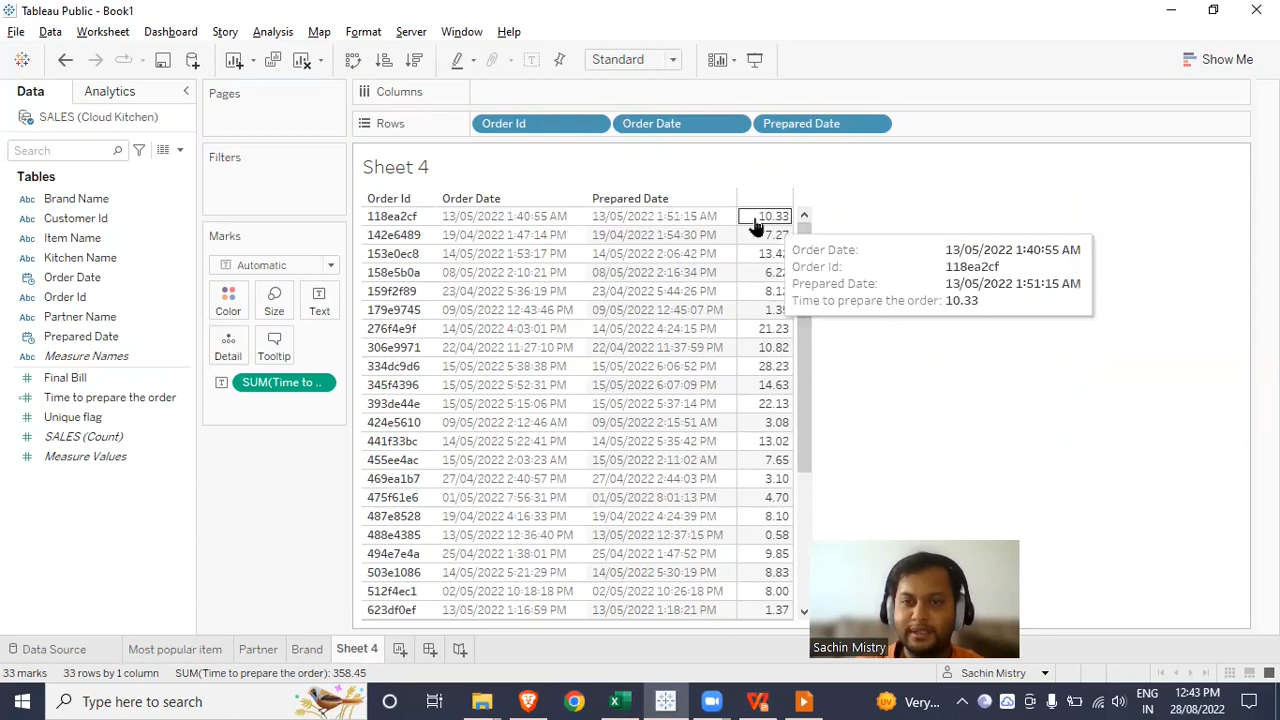 Tableau Public - Book1
File Data Worksheet Dashboard Story Analysis Map Format Server Window Help
Standard
Show Me
Data Analytics
Pages
Columns
SALES (Cloud Kitchen)
Rows Order Id Order Date Prepared Date
Search
Filters
Sheet 4
Tables
Brand Name
Customer Id
Item Name
Kitchen Name
Order Date
Order Id
Partner Name
Prepared Date
Measure Names
Final Bill
Time to prepare the order
Unique flag
SALES (Count)
Measure Values
Marks
Automatic
Color Size Text
Detail Tooltip
SUM(Time to ..
Order Id Order Date Prepared Date
118ea2cf 13/05/2022 1:40:55 AM 13/05/2022 1:51:15 AM 10.33
142e6489 19/04/2022 1:47:14 PM 19/04/2022 1:54:30 PM 7.27
153e0ec8 14/05/2022 1:53:17 PM 14/05/2022 2:06:42 PM 13.42
158e5b0a 08/05/2022 2:10:21 PM 08/05/2022 2:16:34 PM 6.22
159f2f89 23/04/2022 5:36:19 PM 23/04/2022 5:44:26 PM
179e9745 09/05/2022 12:43:46 PM 09/05/2022 12:45:07 PM
276f4e9f 14/05/2022 4:03:01 PM 14/05/2022 4:24:15 PM 21.23
306e9971 22/04/2022 11:27:10 PM 22/04/2022 11:37:59 PM 10.82
334dc9d6 15/05/2022 5:38:38 PM 15/05/2022 6:06:52 PM 28.23
345f4396 15/05/2022 5:52:31 PM 15/05/2022 6:07:09 PM 14.63
393de44e 15/05/2022 5:15:06 PM 15/05/2022 5:37:14 PM 22.13
424e5610 09/05/2022 2:12:46 AM 09/05/2022 2:15:51 AM 3.08
441f33bc 14/05/2022 5:22:41 PM 14/05/2022 5:35:42 PM 13.02
455ee4ac 15/05/2022 2:03:23 AM 15/05/2022 2:11:02 AM 7.65
469ea1b7 27/04/2022 2:40:57 PM 27/04/2022 2:44:03 PM 3.10
475f61e6 01/05/2022 7:56:31 PM 01/05/2022 8:01:13 PM 4.70
487e8528 19/04/2022 4:16:33 PM 19/04/2022 4:24:39 PM 8.10
488e4385 13/05/2022 12:36:40 PM 13/05/2022 12:37:15 PM 0.58
494e7e4a 25/04/2022 1:38:01 PM 25/04/2022 1:47:52 PM 9.85
503e1086 14/05/2022 5:21:29 PM 14/05/2022 5:30:19 PM 8.83
512f4ec1 02/05/2022 10:18:18 PM 02/05/2022 10:26:18 PM 8.00
623df0ef 13/05/2022 1:16:59 PM 13/05/2022 1:18:21 PM 1.37
Order Date: 13/05/2022 1:40:55 AM
Order Id: 118ea2cf
Prepared Date: 13/05/2022 1:51:15 AM
Time to prepare the order: 10.33
Sachin Mistry
Data Source Most popular item Partner Brand Sheet 4
33 marks 33 rows by 1 column SUM(Time to prepare the order): 358.45 Sachin Mistry
Type here to search
Very...
ENG
IN
12:43 PM
28/08/2022